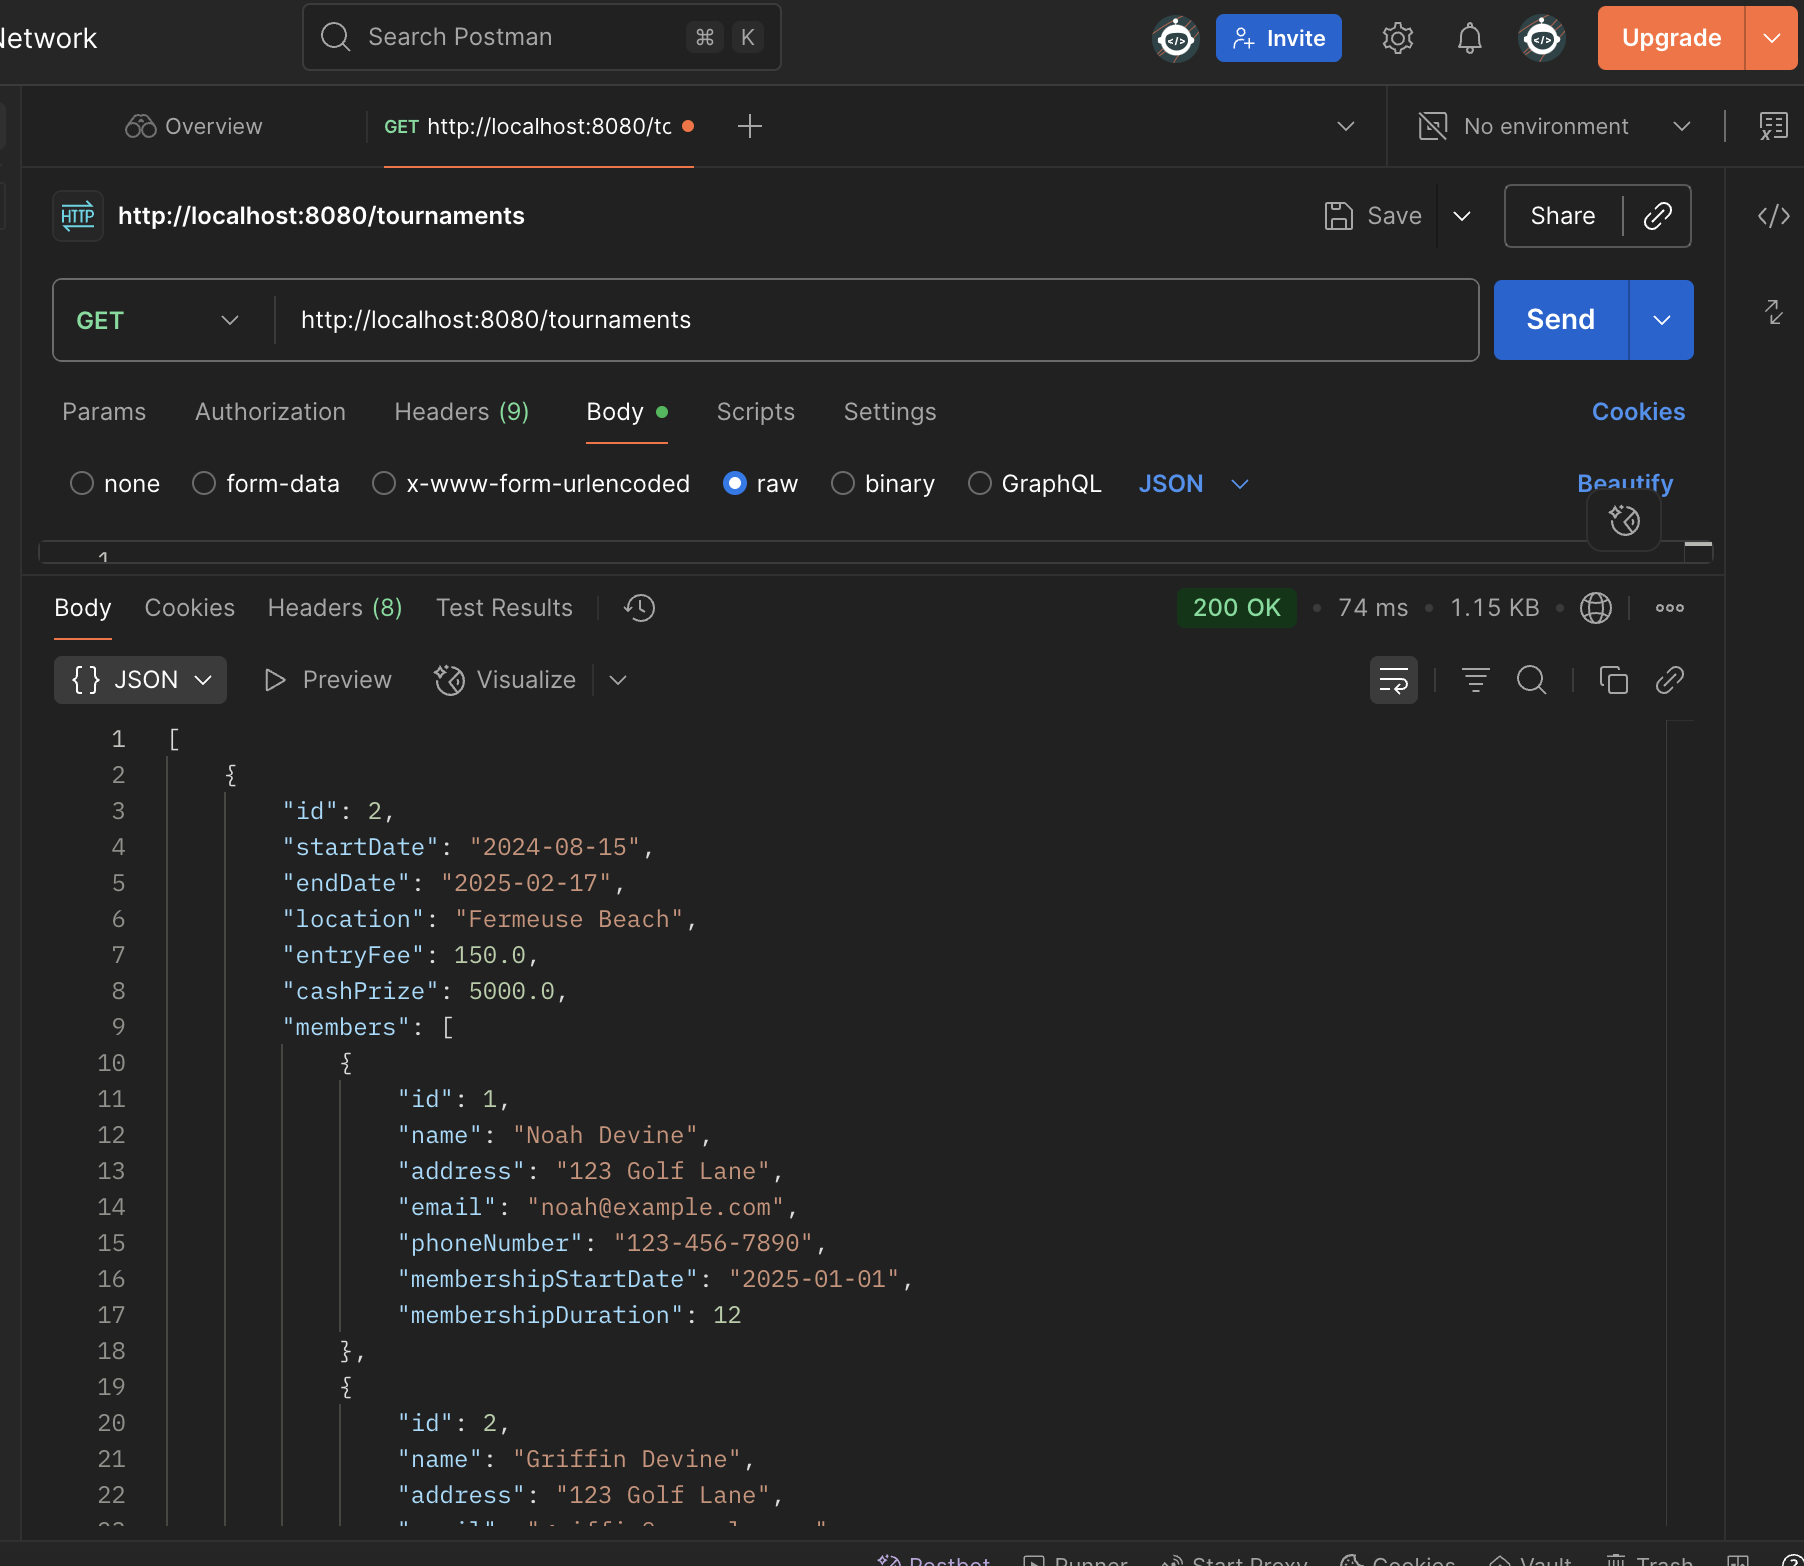 Network
Search Postman ⌘ K
Invite
Upgrade
Overview
GET http://localhost:8080/tc
No environment
HTTP http://localhost:8080/tournaments
Save
Share
GET http://localhost:8080/tournaments
Send
Params Authorization Headers (9) Body Scripts Settings Cookies
none form-data x-www-form-urlencoded raw binary GraphQL JSON Beautify
1
Body Cookies Headers (8) Test Results 200 OK • 74 ms • 1.15 KB •
{} JSON Preview Visualize
1 [
2 {
3 "id": 2,
4 "startDate": "2024-08-15",
5 "endDate": "2025-02-17",
6 "location": "Fermeuse Beach",
7 "entryFee": 150.0,
8 "cashPrize": 5000.0,
9 "members": [
10 {
11 "id": 1,
12 "name": "Noah Devine",
13 "address": "123 Golf Lane",
14 "email": "noah@example.com",
15 "phoneNumber": "123-456-7890",
16 "membershipStartDate": "2025-01-01",
17 "membershipDuration": 12
18 },
19 {
20 "id": 2,
21 "name": "Griffin Devine",
22 "address": "123 Golf Lane",
Postbot Runner Start Proxy Cookies Vault Trash